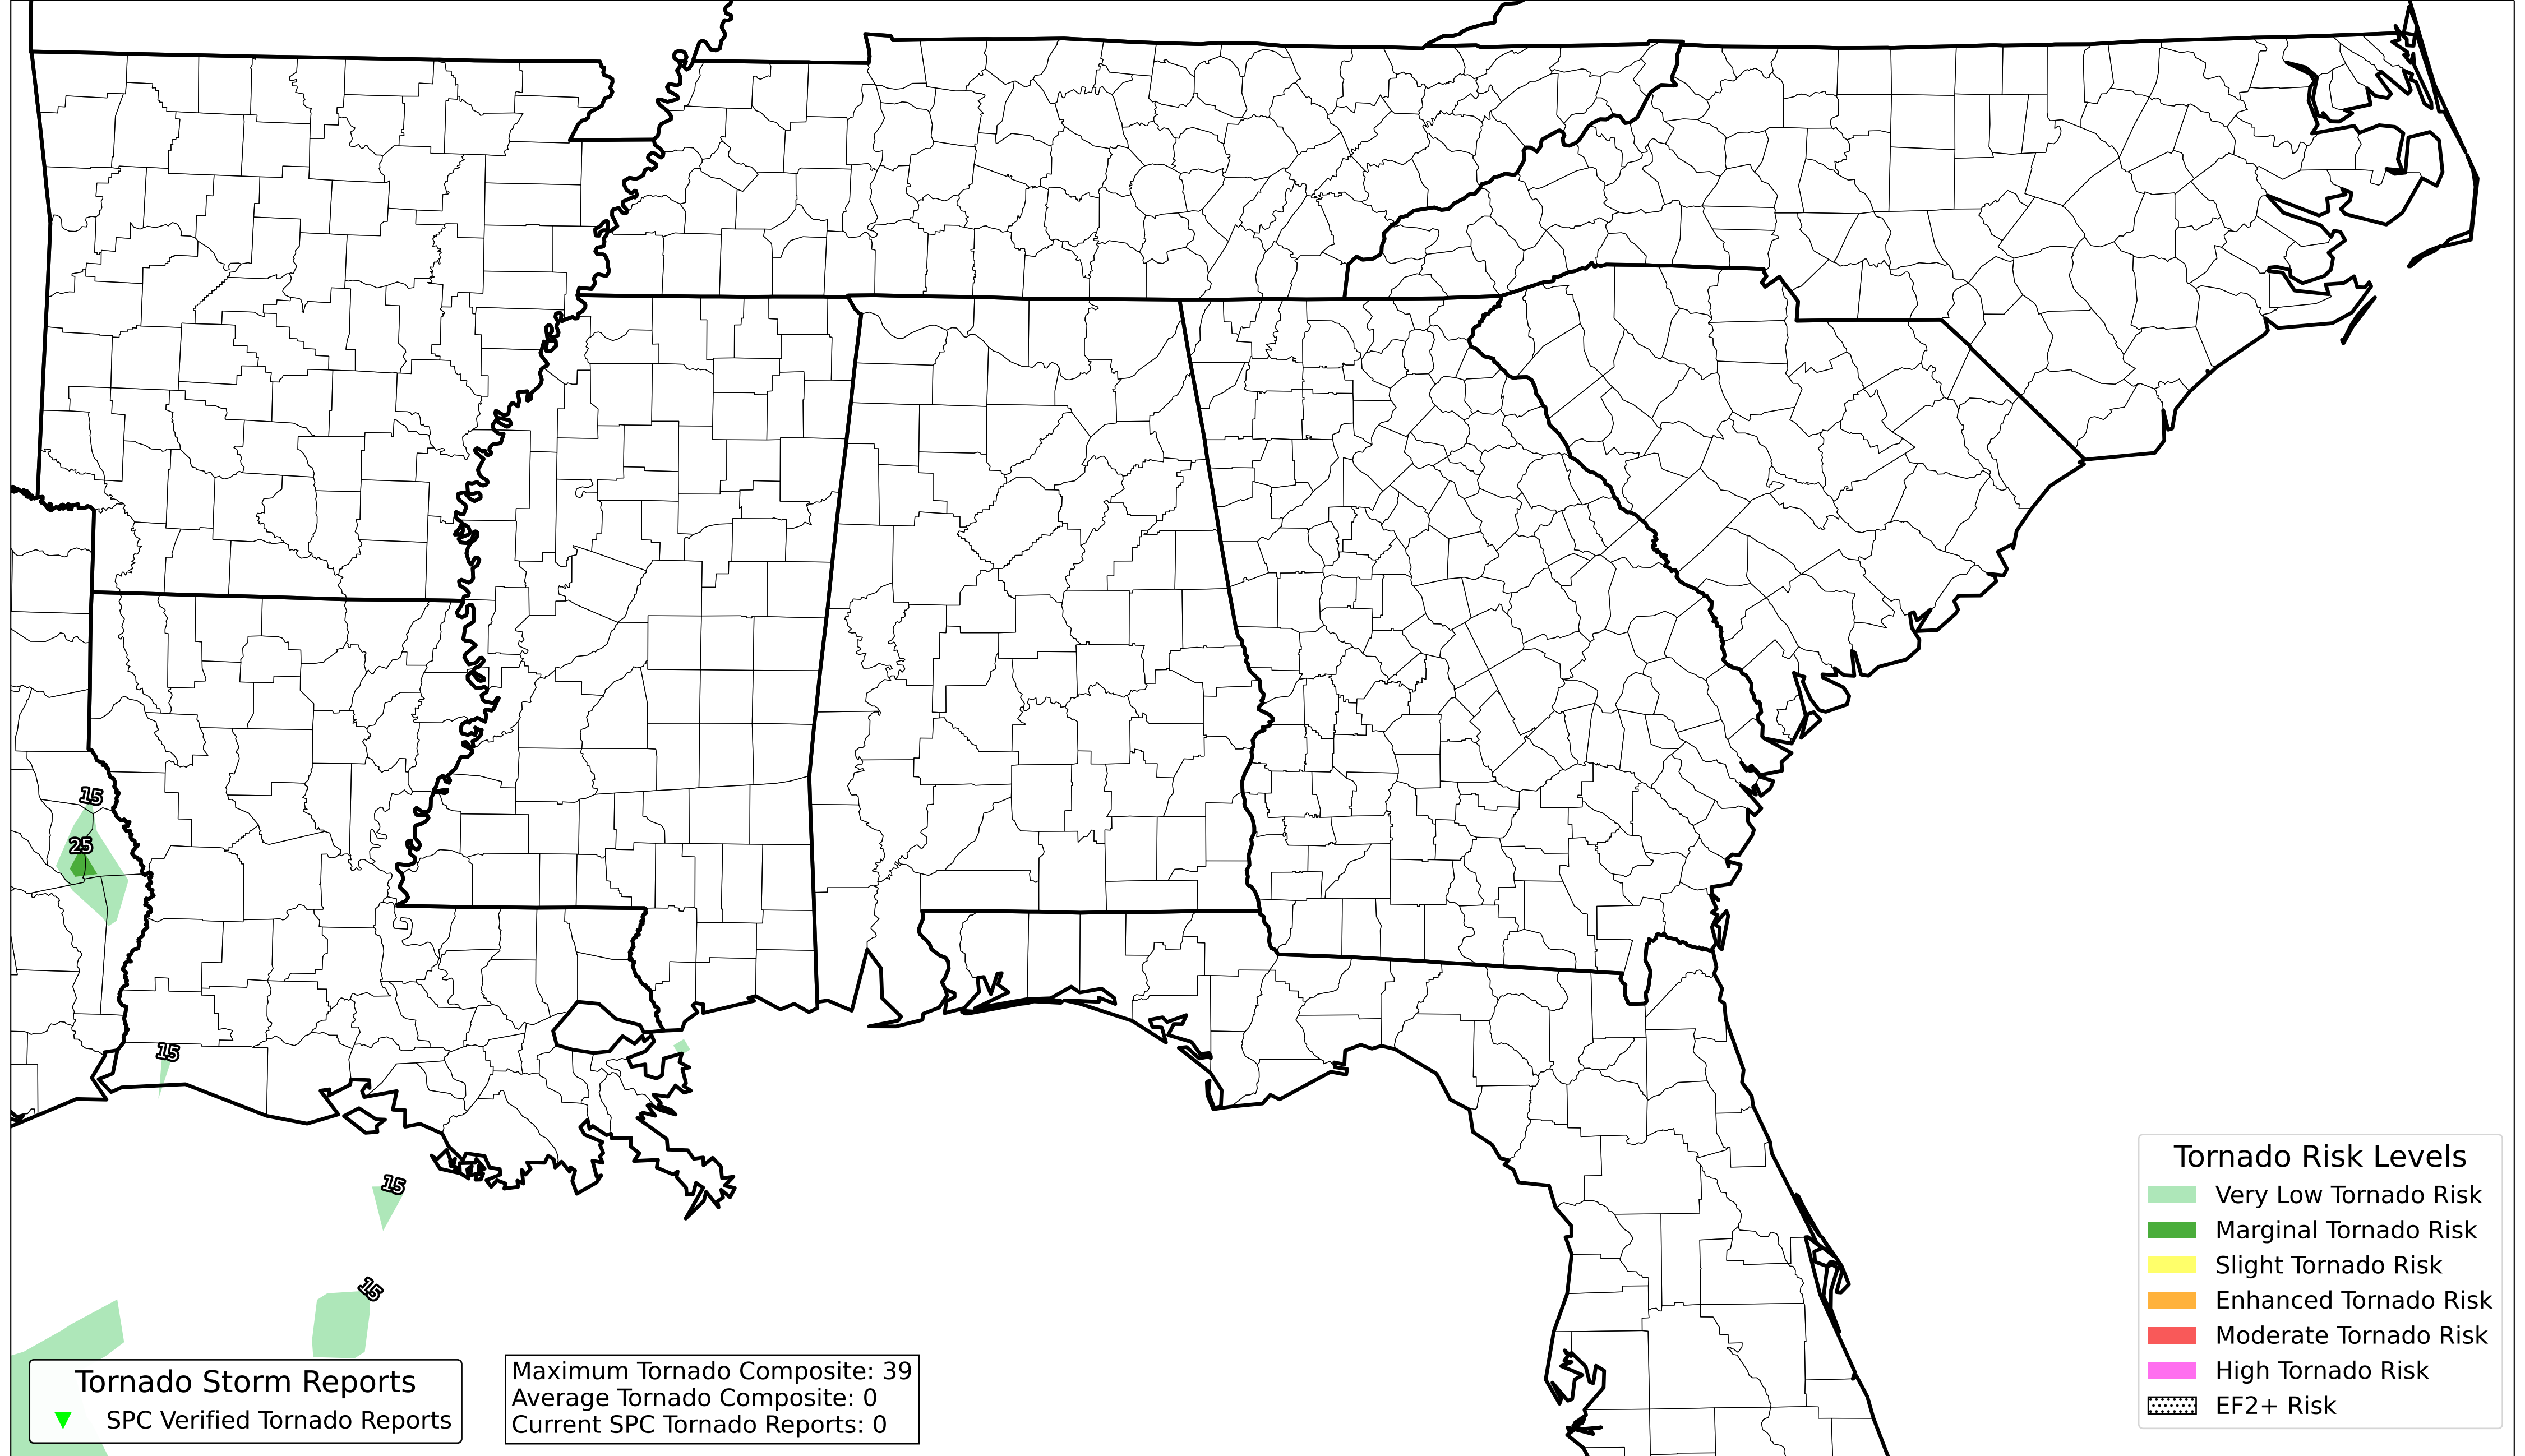 15
25
15
15
15
Tornado Storm Reports
SPC Verified Tornado Reports
Maximum Tornado Composite: 39
Average Tornado Composite: 0
Current SPC Tornado Reports: 0
Tornado Risk Levels
Very Low Tornado Risk
Marginal Tornado Risk
Slight Tornado Risk
Enhanced Tornado Risk
Moderate Tornado Risk
High Tornado Risk
EF2+ Risk